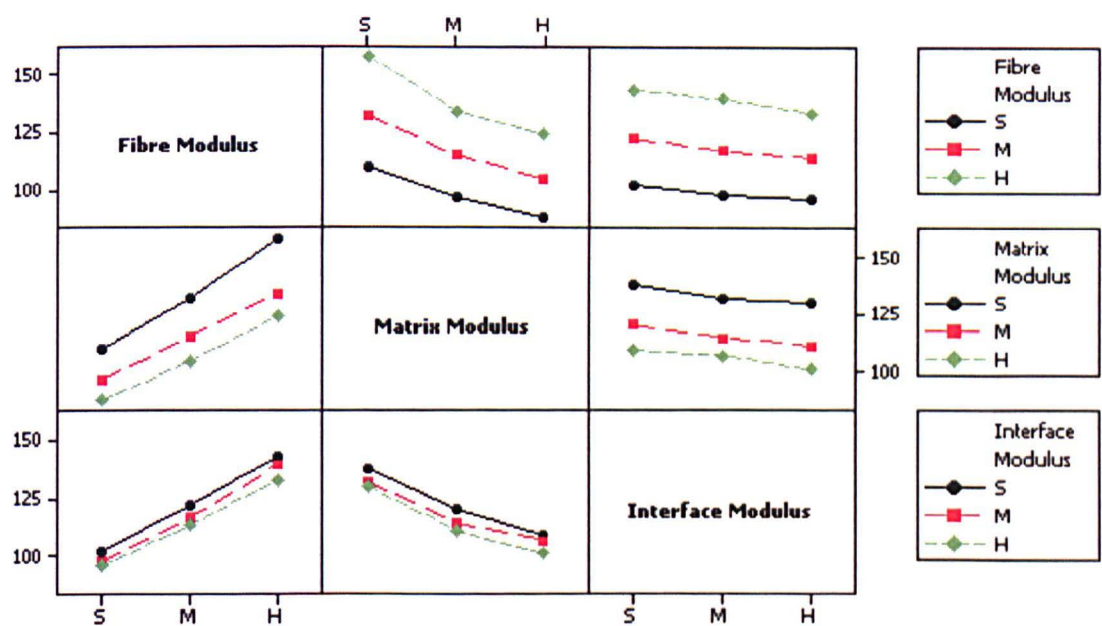 S M H
150
125
100
Fibre Modulus
Fibre
Modulus
S
M
H
Matrix Modulus
150
125
100
Matrix
Modulus
S
M
H
150
125
100
Interface Modulus
Interface
Modulus
S
M
H
S M H
S M H